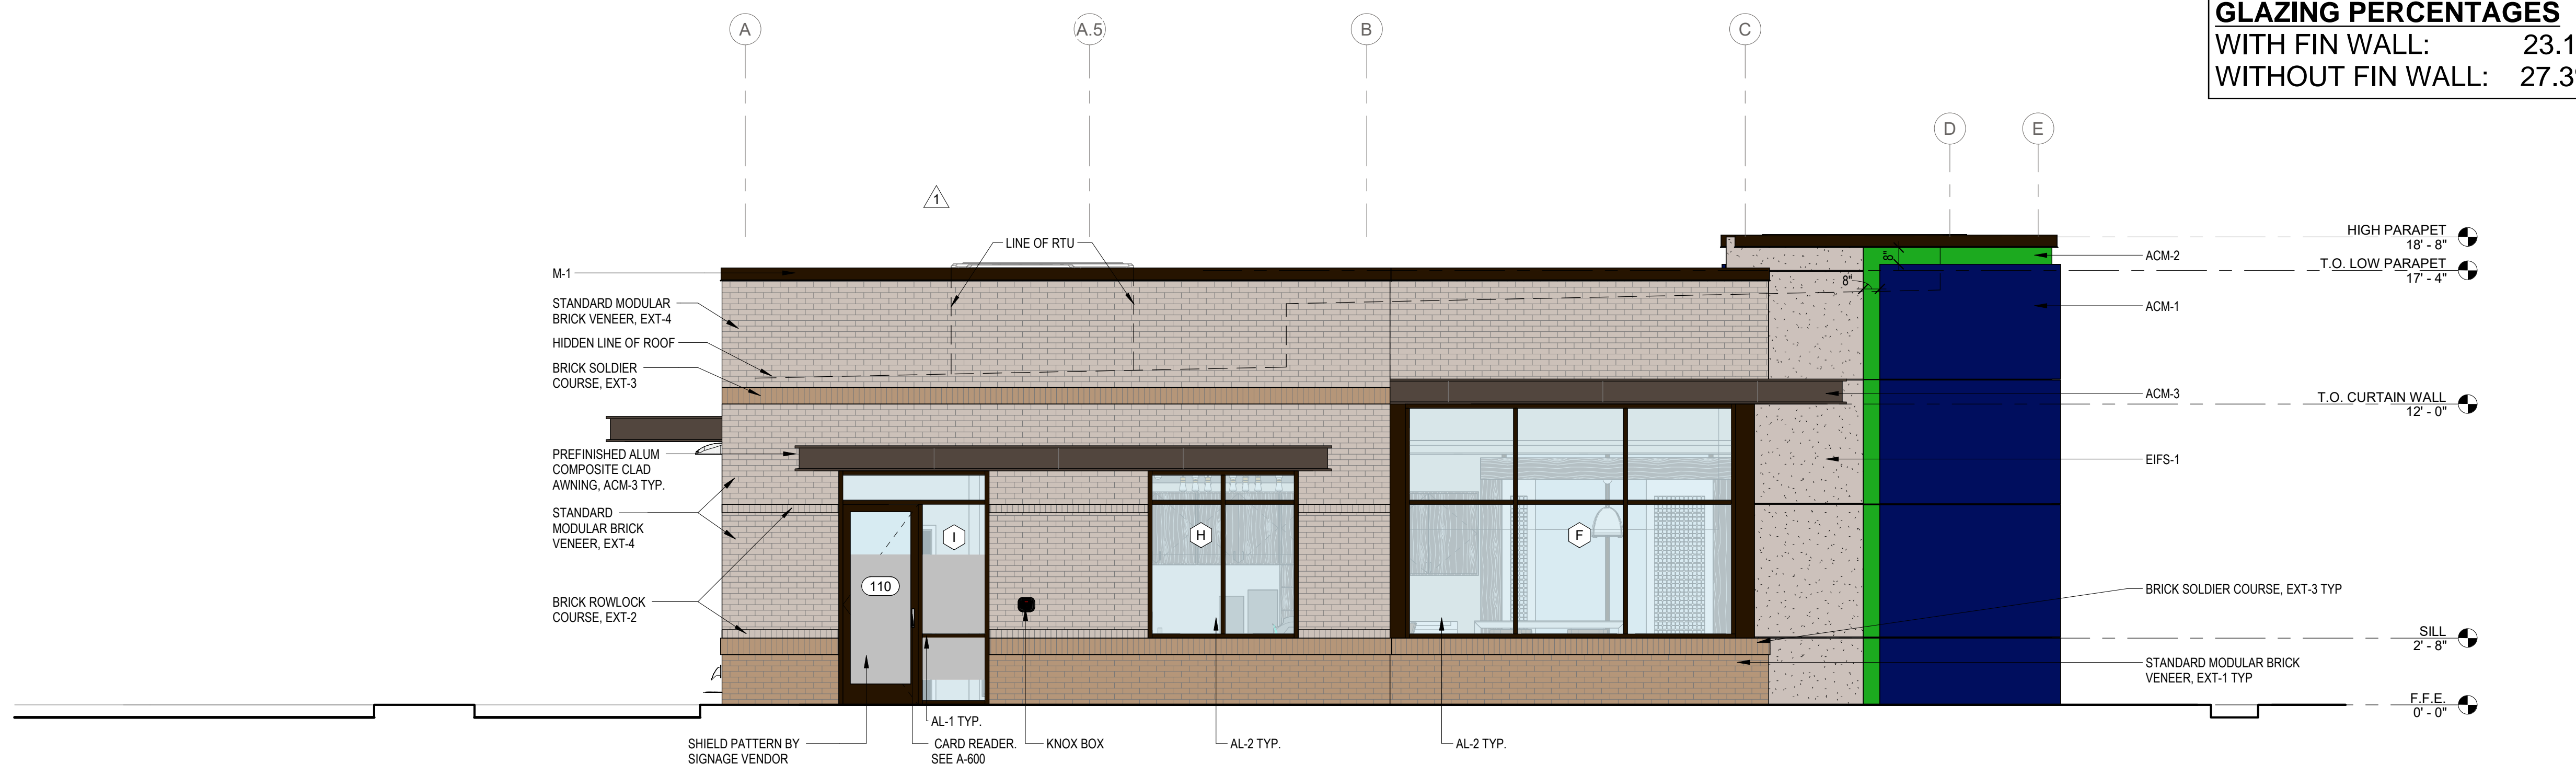 GLAZING PERCENTAGES
WITH FIN WALL: 23.1
WITHOUT FIN WALL: 27.3
A
A.5
B
C
D
E
1
LINE OF RTU
M-1
STANDARD MODULAR
BRICK VENEER, EXT-4
HIDDEN LINE OF ROOF
BRICK SOLDIER
COURSE, EXT-3
PREFINISHED ALUM
COMPOSITE CLAD
AWNING, ACM-3 TYP.
STANDARD
MODULAR BRICK
VENEER, EXT-4
BRICK ROWLOCK
COURSE, EXT-2
110
I
H
F
8"
8"
SHIELD PATTERN BY
SIGNAGE VENDOR
AL-1 TYP.
CARD READER.
SEE A-600
KNOX BOX
AL-2 TYP.
AL-2 TYP.
ACM-2
ACM-1
ACM-3
EIFS-1
BRICK SOLDIER COURSE, EXT-3 TYP
STANDARD MODULAR BRICK
VENEER, EXT-1 TYP
HIGH PARAPET
18' - 8"
T.O. LOW PARAPET
17' - 4"
T.O. CURTAIN WALL
12' - 0"
SILL
2' - 8"
F.F.E.
0' - 0"